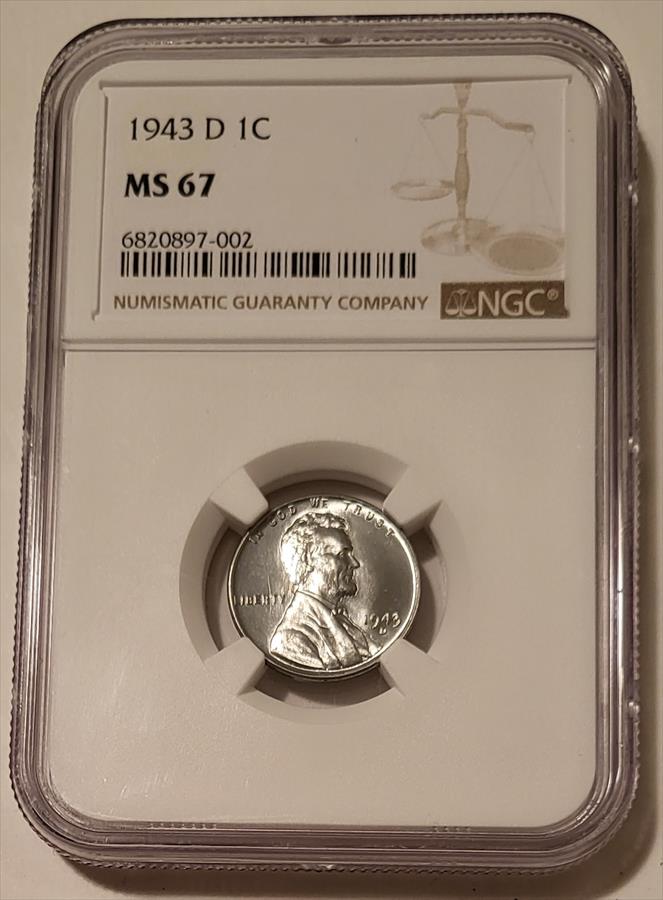 1943 D 1C
MS 67
6820897-002
NUMISMATIC GUARANTY COMPANY
NGC®
IN GOD WE TRUST
LIBERTY
1943
D